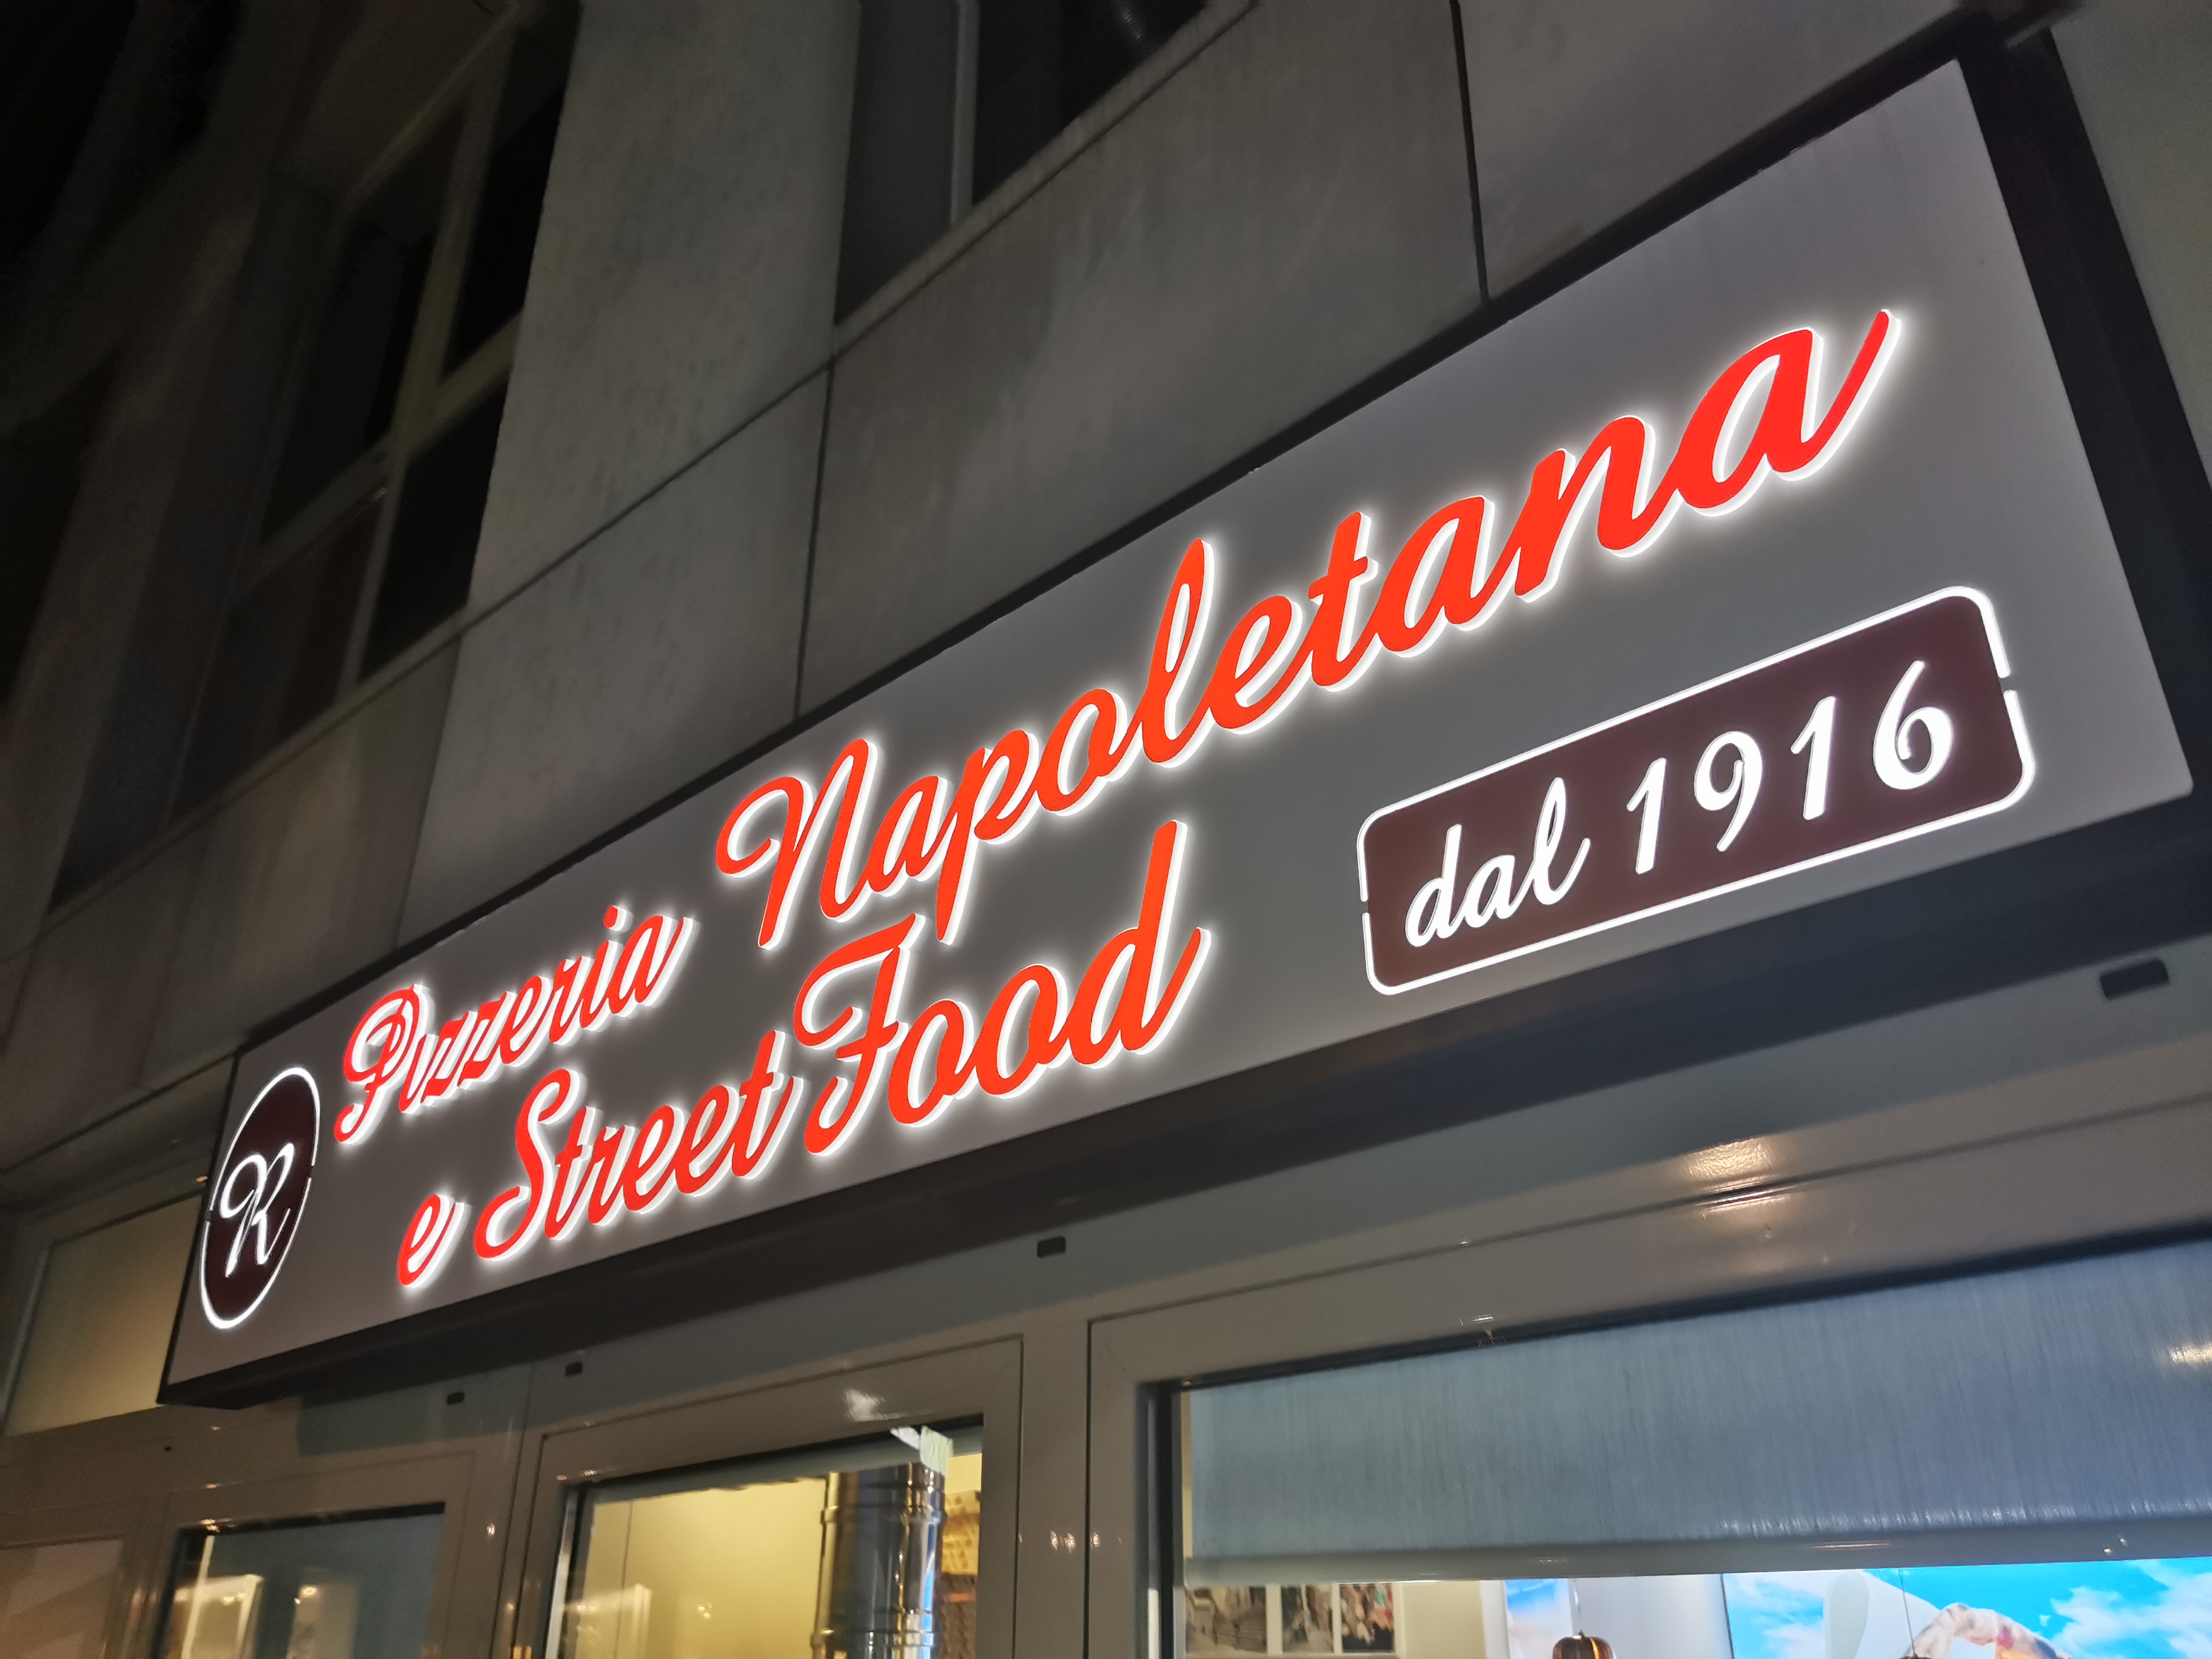 R
Pizzeria Napoletana
e Street Food
dal 1916